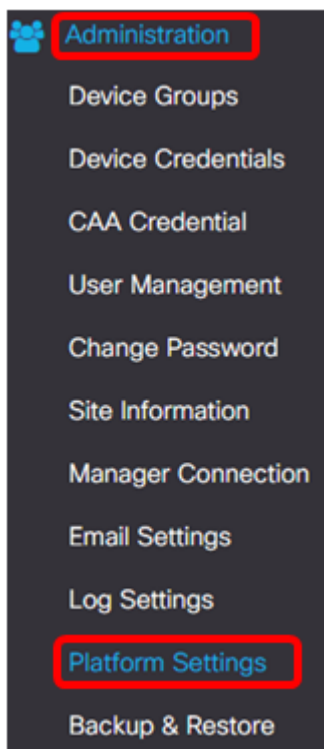 Administration
Device Groups
Device Credentials
CAA Credential
User Management
Change Password
Site Information
Manager Connection
Email Settings
Log Settings
Platform Settings
Backup & Restore